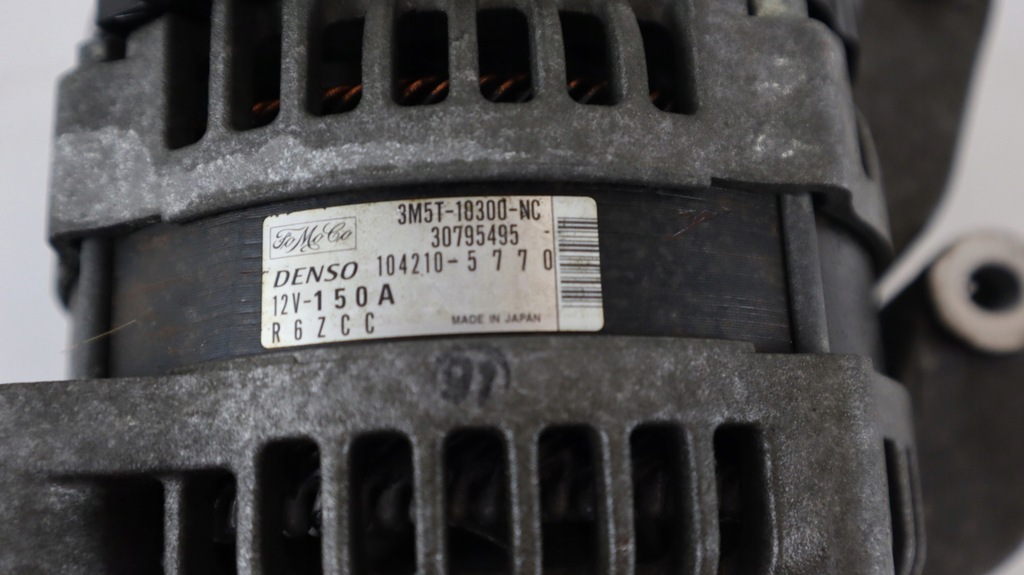 FoMoCo
3M5T-10300-NC
30795495
DENSO 104210-5770
12V-150A
R6ZCC
MADE IN JAPAN